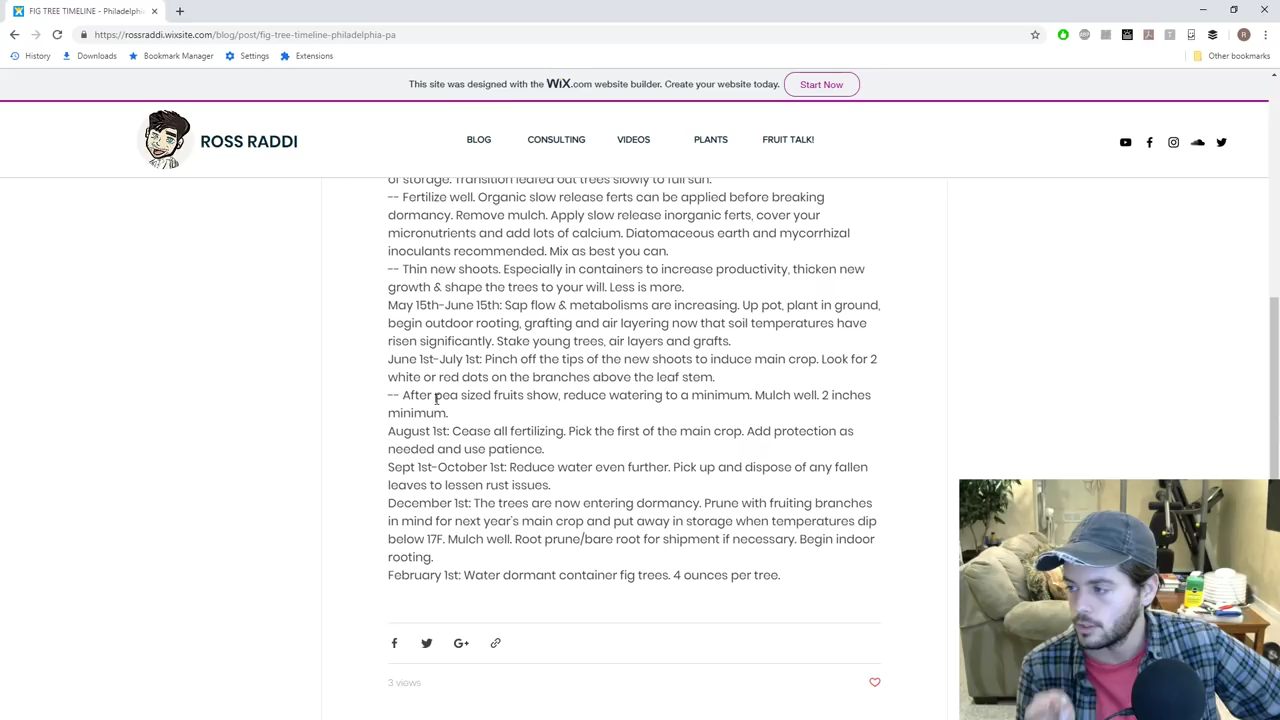 FIG TREE TIMELINE - Philadelphi
https://rossraddi.wixsite.com/blog/post/fig-tree-timeline-philadelphia-pa
History Downloads Bookmark Manager Settings Extensions Other bookmarks
This site was designed with the WiX.com website builder. Create your website today. Start Now
ROSS RADDI BLOG CONSULTING VIDEOS PLANTS FRUIT TALK!
of storage. Transition leafed out trees slowly to full sun.
-- Fertilize well. Organic slow release ferts can be applied before breaking
dormancy. Remove mulch. Apply slow release inorganic ferts, cover your
micronutrients and add lots of calcium. Diatomaceous earth and mycorrhizal
inoculants recommended. Mix as best you can.
-- Thin new shoots. Especially in containers to increase productivity, thicken new
growth & shape the trees to your will. Less is more.
May 15th-June 15th: Sap flow & metabolisms are increasing. Up pot, plant in ground,
begin outdoor rooting, grafting and air layering now that soil temperatures have
risen significantly. Stake young trees, air layers and grafts.
June 1st-July 1st: Pinch off the tips of the new shoots to induce main crop. Look for 2
white or red dots on the branches above the leaf stem.
-- After pea sized fruits show, reduce watering to a minimum. Mulch well. 2 inches
minimum.
August 1st: Cease all fertilizing. Pick the first of the main crop. Add protection as
needed and use patience.
Sept 1st-October 1st: Reduce water even further. Pick up and dispose of any fallen
leaves to lessen rust issues.
December 1st: The trees are now entering dormancy. Prune with fruiting branches
in mind for next year's main crop and put away in storage when temperatures dip
below 17F. Mulch well. Root prune/bare root for shipment if necessary. Begin indoor
rooting.
February 1st: Water dormant container fig trees. 4 ounces per tree.
3 views